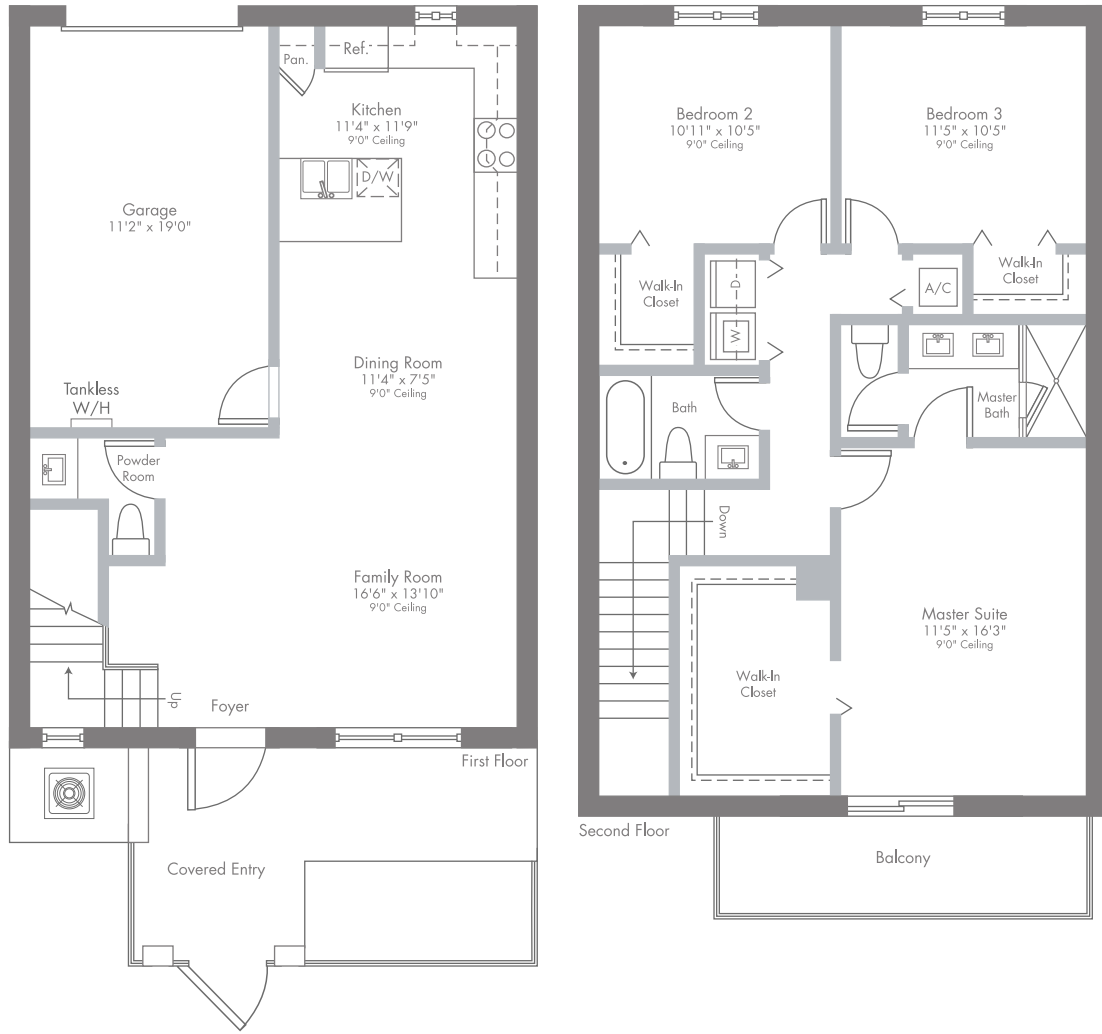 Pan.
Ref.
Kitchen
11'4" x 11'9"
9'0" Ceiling
D/W
Garage
11'2" x 19'0"
Dining Room
11'4" x 7'5"
9'0" Ceiling
Tankless
W/H
Powder
Room
Family Room
16'6" x 13'10"
9'0" Ceiling
Up
Foyer
First Floor
Covered Entry
Bedroom 2
10'11" x 10'5"
9'0" Ceiling
Bedroom 3
11'5" x 10'5"
9'0" Ceiling
Walk-In
Closet
D
W
A/C
Walk-In
Closet
Bath
Master
Bath
Down
Master Suite
11'5" x 16'3"
9'0" Ceiling
Walk-In
Closet
Second Floor
Balcony